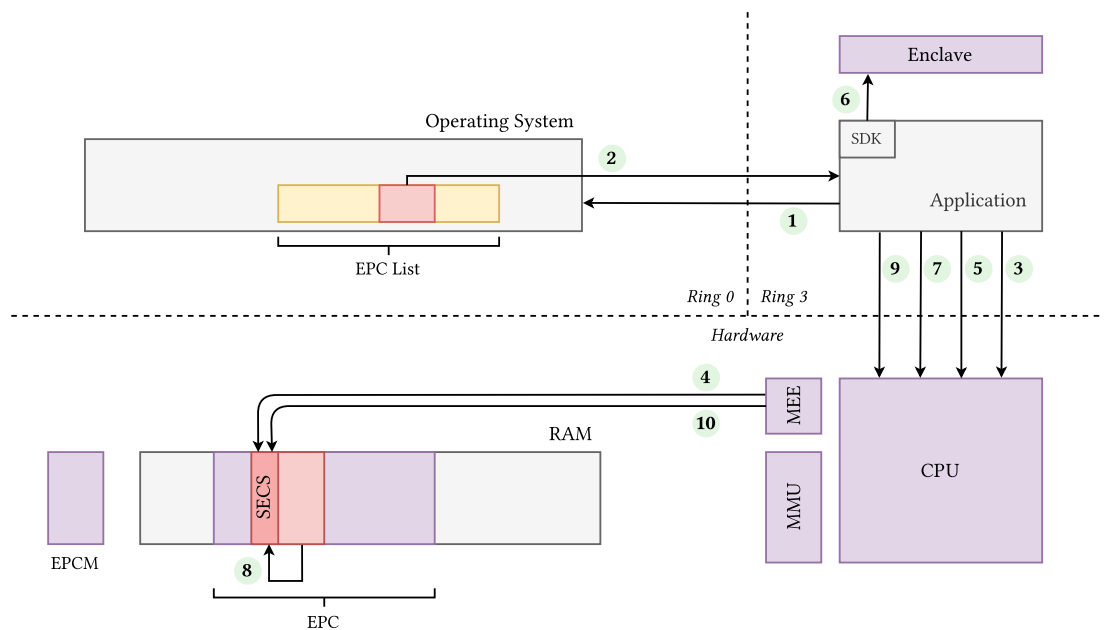 Enclave
6
Operating System
SDK
2
Application
1
EPC List
9
7
5
3
Ring 0
Ring 3
Hardware
4
MEE
10
RAM
CPU
SECS
MMU
EPCM
8
EPC